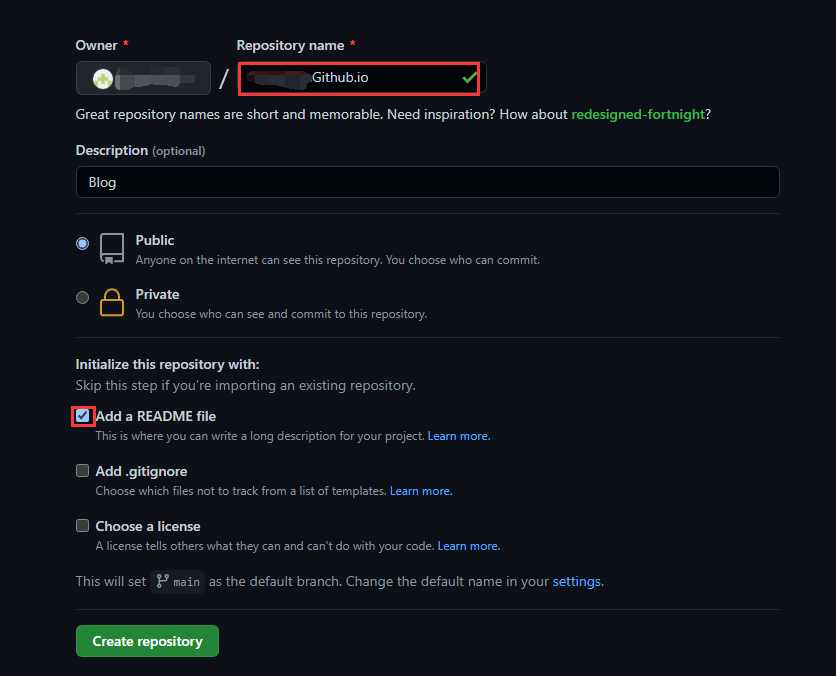 Owner * Repository name *
/ Github.io
Great repository names are short and memorable. Need inspiration? How about redesigned-fortnight?
Description (optional)
Blog
Public
Anyone on the internet can see this repository. You choose who can commit.
Private
You choose who can see and commit to this repository.
Initialize this repository with:
Skip this step if you're importing an existing repository.
Add a README file
This is where you can write a long description for your project. Learn more.
Add .gitignore
Choose which files not to track from a list of templates. Learn more.
Choose a license
A license tells others what they can and can't do with your code. Learn more.
This will set main as the default branch. Change the default name in your settings.
Create repository